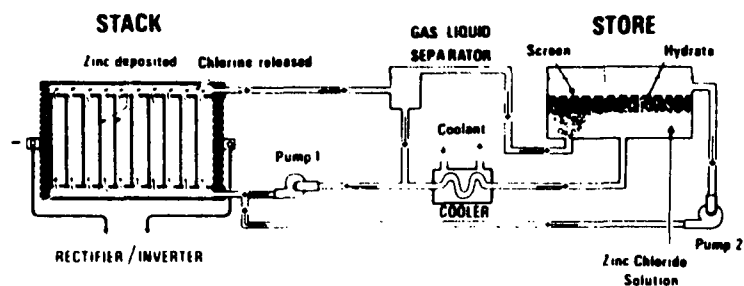 STACK
GAS LIQUID
SEPARATOR
STORE
Zinc deposited
Chlorine released
Screen
Hydrate
Coolant
Pump 1
COOLER
RECTIFIER/INVERTER
Pump 2
Zinc Chloride
Solution